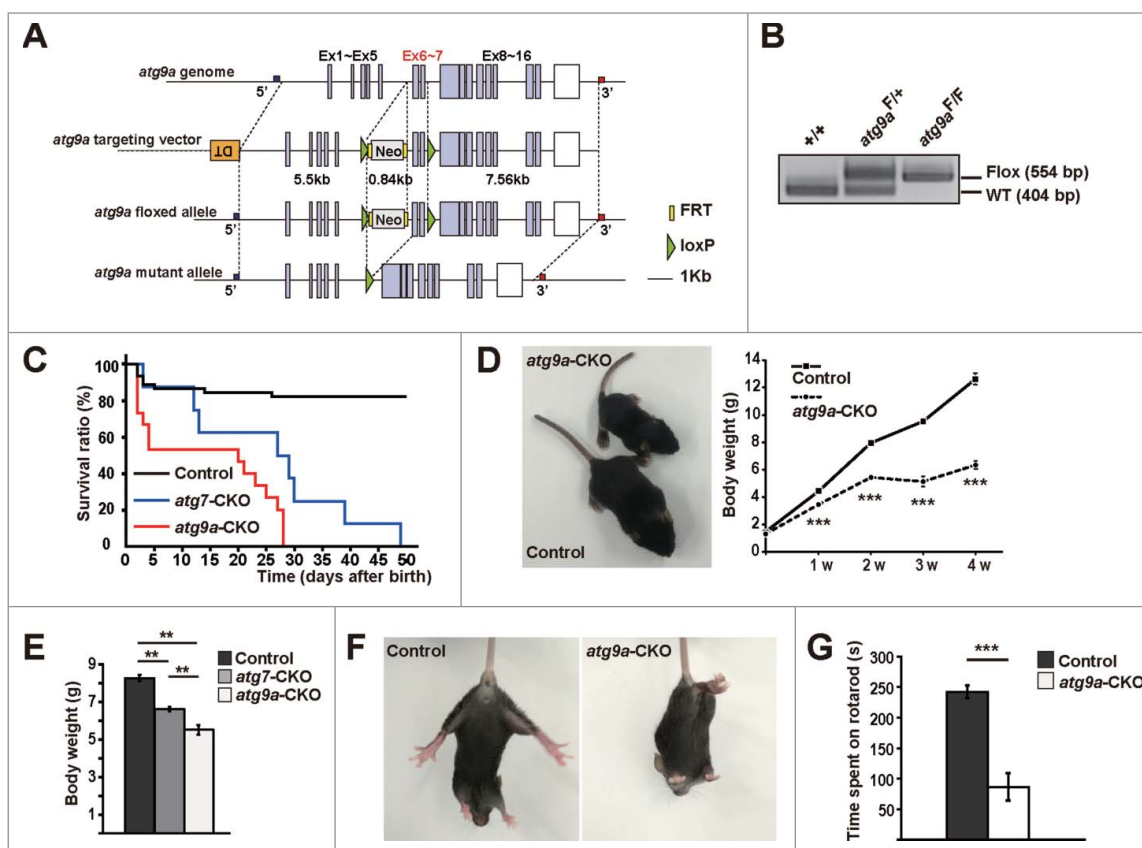 A
Ex1~Ex5 Ex6~7 Ex8~16
atg9a genome
5' 3'
atg9a targeting vector
DT Neo
5.5kb 0.84kb 7.56kb
atg9a floxed allele
Neo
5' 3'
atg9a mutant allele
5' 3'
FRT
loxP
1Kb
B
+/+ atg9aF/+ atg9aF/F
Flox (554 bp)
WT (404 bp)
C
Survival ratio (%)
100
80
60
40
20
0
Control
atg7-CKO
atg9a-CKO
0 5 10 15 20 25 30 35 40 45 50
Time (days after birth)
D
atg9a-CKO
Control
Body weight (g)
14
12
10
8
6
4
2
0
Control
atg9a-CKO
*** *** *** ***
1 w 2 w 3 w 4 w
E
Body weight (g)
9
7
5
3
1
**
** **
Control
atg7-CKO
atg9a-CKO
F
Control
atg9a-CKO
G
Time spent on rotarod (s)
300
250
200
150
100
50
***
Control
atg9a-CKO